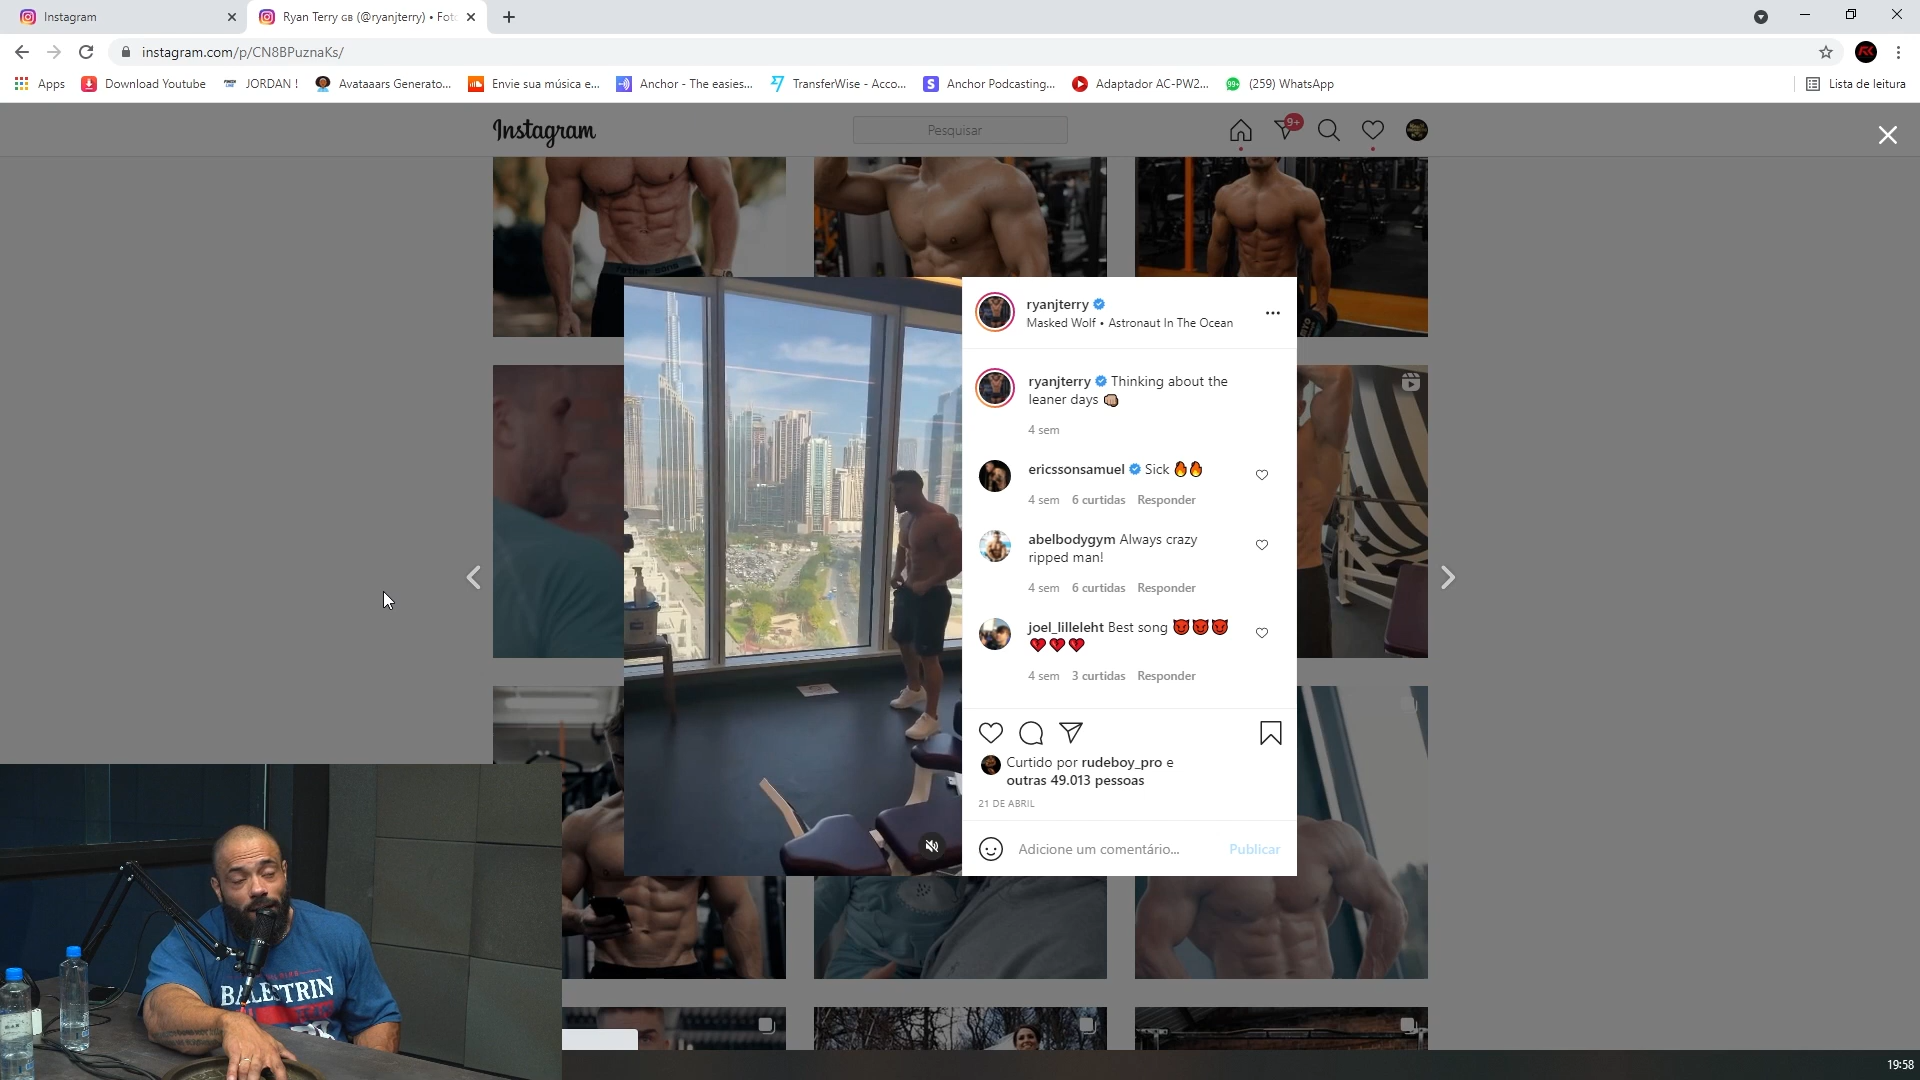 Instagram
Ryan Terry GB (@ryanjterry) • Foto
instagram.com/p/CN8BPuznaKs/
Apps
Download Youtube
JORDAN !
Avataaars Generato...
Envie sua música e...
Anchor - The easies...
TransferWise - Acco...
Anchor Podcasting...
Adaptador AC-PW2...
99+
(259) WhatsApp
Lista de leitura
Instagram
Pesquisar
9+
ryanjterry
Masked Wolf • Astronaut In The Ocean
ryanjterry Thinking about the
leaner days 👊🏼
4 sem
ericssonsamuel Sick 🔥🔥
4 sem 6 curtidas Responder
abelbodygym Always crazy
ripped man!
4 sem 6 curtidas Responder
joel_lilleleht Best song 😈😈😈
💔💔💔
4 sem 3 curtidas Responder
Curtido por rudeboy_pro e
outras 49.013 pessoas
21 DE ABRIL
Adicione um comentário...
Publicar
BALESTRIN
19:58